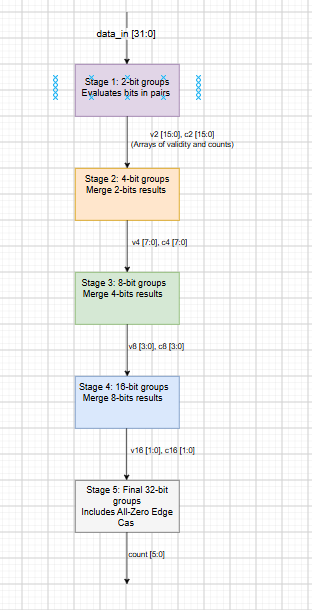 data_in [31:0]
Stage 1: 2-bit groups
Evaluates bits in pairs
v2 [15:0], c2 [15:0]
(Arrays of validity and counts)
Stage 2: 4-bit groups
Merge 2-bits results
v4 [7:0], c4 [7:0]
Stage 3: 8-bit groups
Merge 4-bits results
v8 [3:0], c8 [3:0]
Stage 4: 16-bit groups
Merge 8-bits results
v16 [1:0], c16 [1:0]
Stage 5: Final 32-bit
groups
Includes All-Zero Edge
Cas
count [5:0]